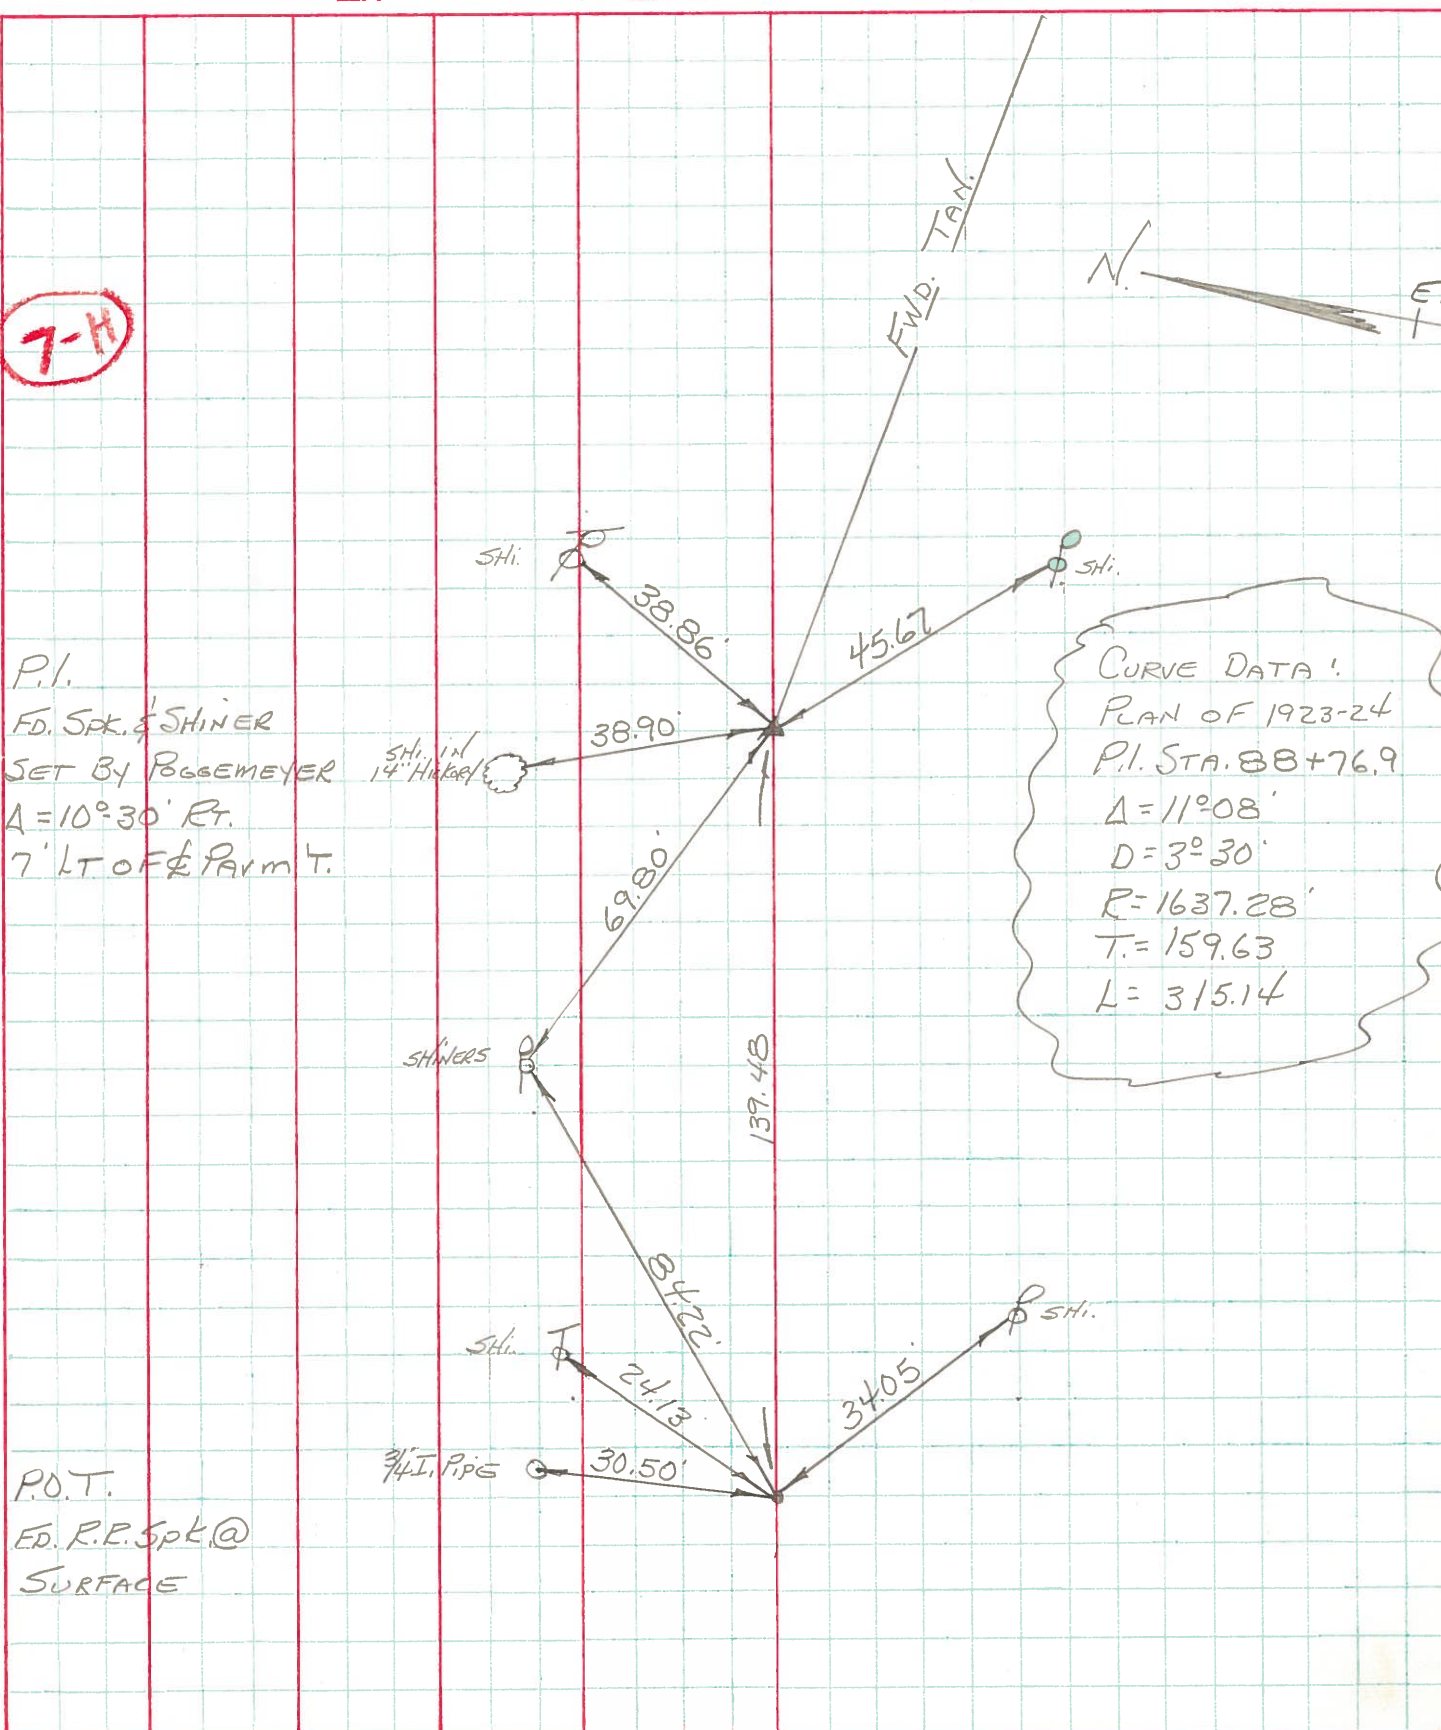 FWD. TAN.
N.
E.
7-H
SHi.
SHi.
38.86'
45.67
P.I.
FD. SPK. & SHINER
SET BY POGGEMEYER
Δ = 10°-30' RT.
7' LT OF ℄ PAVM'T.
38.90'
SHi. IN
14" HICKORY
CURVE DATA:
PLAN OF 1923-24
P.I. STA. 88+76.9
Δ = 11°08'
D = 3°30'
R = 1637.28'
T. = 159.63
L = 315.14
69.80'
SHINERS
139.48
84.22'
SHi.
SHi.
24.13
34.05'
3/4" I. PIPE
30.50'
P.O.T.
FD. R.R. SPK. @
SURFACE